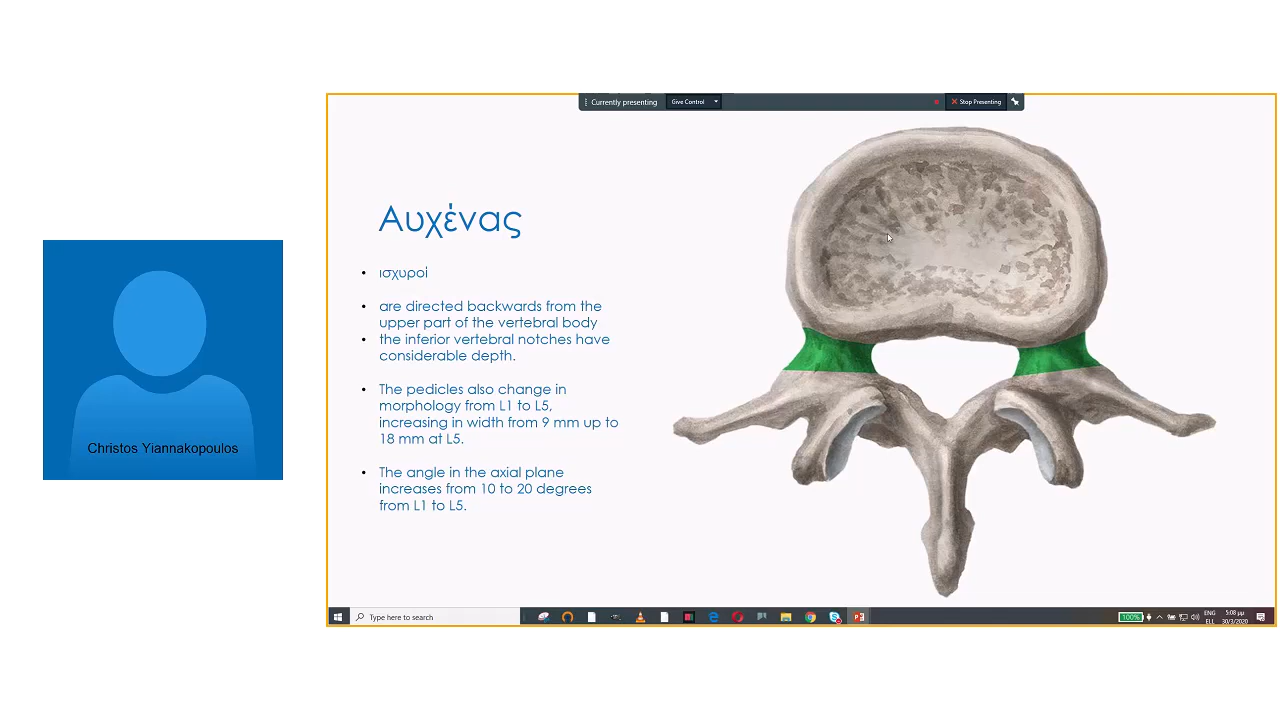 Currently presenting
Give Control
Stop Presenting
Αυχένας
• ισχυροί
• are directed backwards from the
upper part of the vertebral body
• the inferior vertebral notches have
considerable depth.
• The pedicles also change in
morphology from L1 to L5,
increasing in width from 9 mm up to
18 mm at L5.
• The angle in the axial plane
increases from 10 to 20 degrees
from L1 to L5.
Christos Yiannakopoulos
Type here to search
100%
ENG
ELL
5:08 μμ
30/3/2020